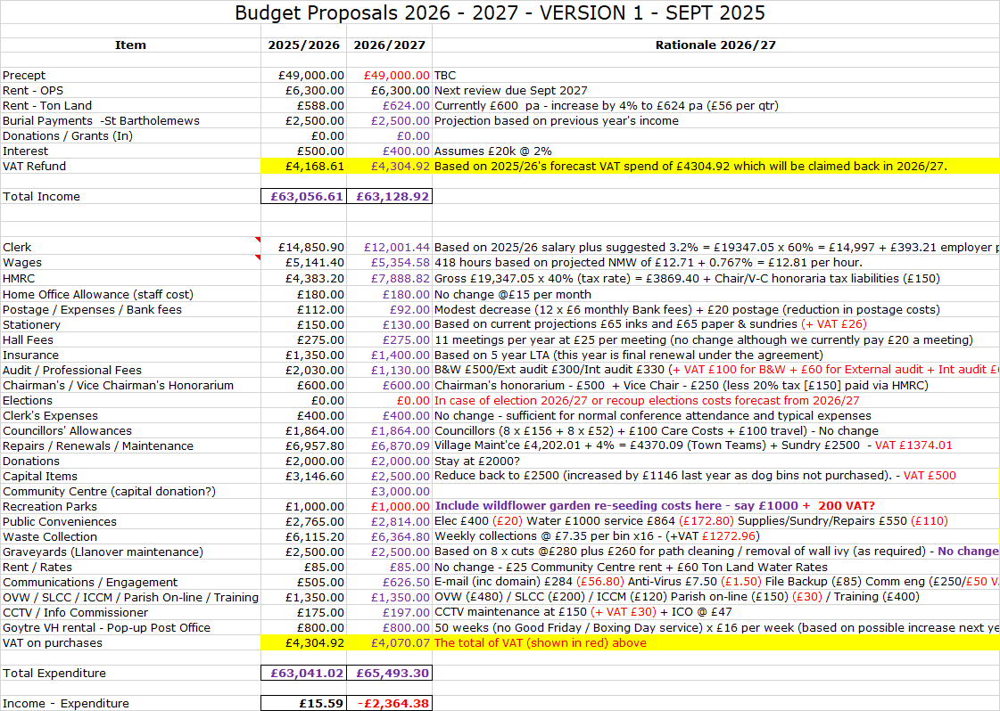 Budget Proposals 2026 - 2027 - VERSION 1 - SEPT 2025
Item 2025/2026 2026/2027 Rationale 2026/27
Precept £49,000.00 £49,000.00 TBC
Rent - OPS £6,300.00 £6,300.00 Next review due Sept 2027
Rent - Ton Land £588.00 £624.00 Currently £600 pa - increase by 4% to £624 pa (£56 per qtr)
Burial Payments -St Bartholemews £2,500.00 £2,500.00 Projection based on previous year's income
Donations / Grants (In) £0.00 £0.00
Interest £500.00 £400.00 Assumes £20k @ 2%
VAT Refund £4,168.61 £4,304.92 Based on 2025/26's forecast VAT spend of £4304.92 which will be claimed back in 2026/27.
Total Income £63,056.61 £63,128.92
Clerk £14,850.90 £12,001.44 Based on 2025/26 salary plus suggested 3.2% = £19347.05 x 60% = £14,997 + £393.21 employer p
Wages £5,141.40 £5,354.58 418 hours based on projected NMW of £12.71 + 0.767% = £12.81 per hour.
HMRC £4,383.20 £7,888.82 Gross £19,347.05 x 40% (tax rate) = £3869.40 + Chair/V-C honoraria tax liabilities (£150)
Home Office Allowance (staff cost) £180.00 £180.00 No change @£15 per month
Postage / Expenses / Bank fees £112.00 £92.00 Modest decrease (12 x £6 monthly Bank fees) + £20 postage (reduction in postage costs)
Stationery £150.00 £130.00 Based on current projections £65 inks and £65 paper & sundries (+ VAT £26)
Hall Fees £275.00 £275.00 11 meetings per year at £25 per meeting (no change although we currently pay £20 a meeting)
Insurance £1,350.00 £1,400.00 Based on 5 year LTA (this year is final renewal under the agreement)
Audit / Professional Fees £2,030.00 £1,130.00 B&W £500/Ext audit £300/Int audit £330 (+ VAT £100 for B&W + £60 for External audit + Int audit £6
Chairman's / Vice Chairman's Honorarium £600.00 £600.00 Chairman's honorarium - £500 + Vice Chair - £250 (less 20% tax [£150] paid via HMRC)
Elections £0.00 £0.00 In case of election 2026/27 or recoup elections costs forecast from 2026/27
Clerk's Expenses £400.00 £400.00 No change - sufficient for normal conference attendance and typical expenses
Councillors' Allowances £1,864.00 £1,864.00 Councillors (8 x £156 + 8 x £52) + £100 Care Costs + £100 travel) - No change
Repairs / Renewals / Maintenance £6,957.80 £6,870.09 Village Maint'ce £4,202.01 + 4% = £4370.09 (Town Teams) + Sundry £2500 - VAT £1374.01
Donations £2,000.00 £2,000.00 Stay at £2000?
Capital Items £3,146.60 £2,500.00 Reduce back to £2500 (increased by £1146 last year as dog bins not purchased). - VAT £500
Community Centre (capital donation?) £3,000.00
Recreation Parks £1,000.00 £1,000.00 Include wildflower garden re-seeding costs here - say £1000 + 200 VAT?
Public Conveniences £2,765.00 £2,814.00 Elec £400 (£20) Water £1000 service £864 (£172.80) Supplies/Sundry/Repairs £550 (£110)
Waste Collection £6,115.20 £6,364.80 Weekly collections @ £7.35 per bin x16 - (+VAT £1272.96)
Graveyards (Llanover maintenance) £2,500.00 £2,500.00 Based on 8 x cuts @£280 plus £260 for path cleaning / removal of wall ivy (as required) - No change
Rent / Rates £85.00 £85.00 No change - £25 Community Centre rent + £60 Ton Land Water Rates
Communications / Engagement £505.00 £626.50 E-mail (inc domain) £284 (£56.80) Anti-Virus £7.50 (£1.50) File Backup (£85) Comm eng (£250/£50 V
OVW / SLCC / ICCM / Parish On-line / Training £1,350.00 £1,350.00 OVW (£480) / SLCC (£200) / ICCM (£120) Parish on-line (£150) (£30) / Training (£400)
CCTV / Info Commissioner £175.00 £197.00 CCTV maintenance at £150 (+ VAT £30) + ICO @ £47
Goytre VH rental - Pop-up Post Office £800.00 £800.00 50 weeks (no Good Friday / Boxing Day service) x £16 per week (based on possible increase next ye
VAT on purchases £4,304.92 £4,070.07 The total of VAT (shown in red) above
Total Expenditure £63,041.02 £65,493.30
Income - Expenditure £15.59 -£2,364.38